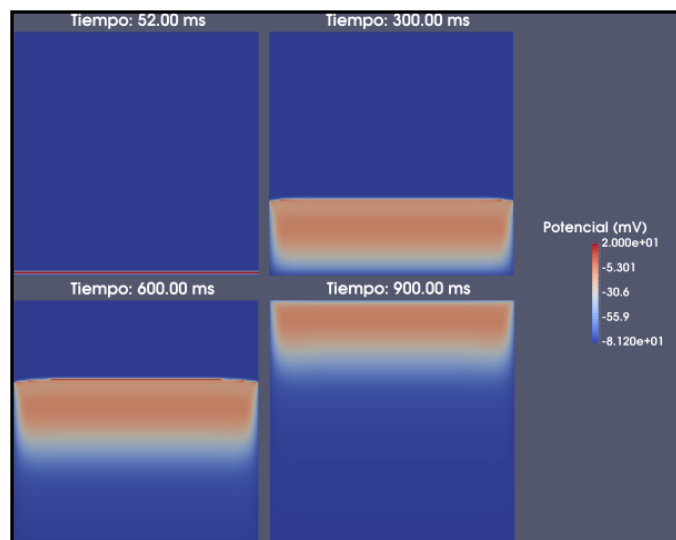 Tiempo: 52.00 ms
Tiempo: 300.00 ms
Potencial (mV)
2.000e+01
-5.301
-30.6
-55.9
-8.120e+01
Tiempo: 600.00 ms
Tiempo: 900.00 ms